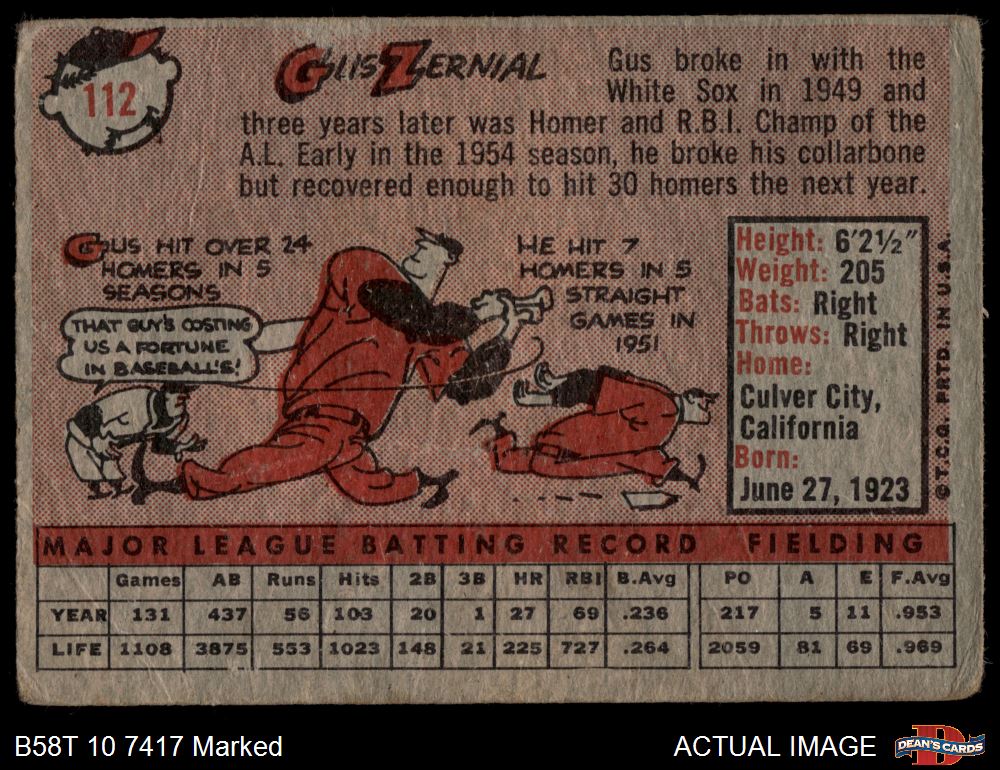 112
Gus Zernial
Gus broke in with the
White Sox in 1949 and
three years later was Homer and R.B.I. Champ of the
A.L. Early in the 1954 season, he broke his collarbone
but recovered enough to hit 30 homers the next year.
GUS HIT OVER 24
HOMERS IN 5
SEASONS
THAT GUY'S COSTING
US A FORTUNE
IN BASEBALL'S!
HE HIT 7
HOMERS IN 5
STRAIGHT
GAMES IN
1951
Height: 6'2½"
Weight: 205
Bats: Right
Throws: Right
Home:
Culver City,
California
Born:
June 27, 1923
© T.C.G. PRTD. IN U.S.A.
MAJOR LEAGUE BATTING RECORD FIELDING
Games AB Runs Hits 2B 3B HR RBI B.Avg PO A E F.Avg
YEAR 131 437 56 103 20 1 27 69 .236 217 5 11 .953
LIFE 1108 3875 553 1023 148 21 225 727 .264 2059 81 69 .969
B58T 10 7417 Marked
ACTUAL IMAGE
DEAN'S CARDS